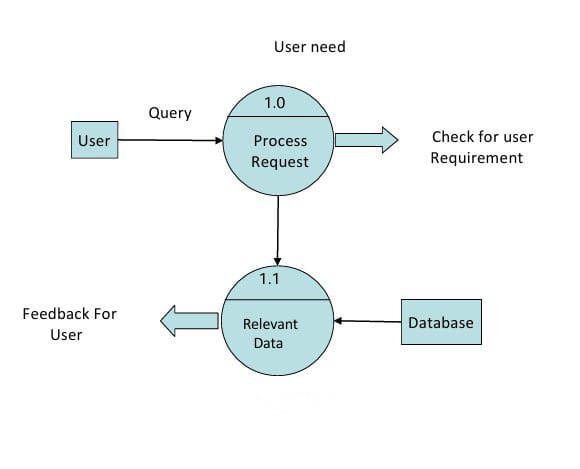 User need
1.0
Query
User
Process
Request
Check for user
Requirement
1.1
Feedback For
User
Relevant
Data
Database